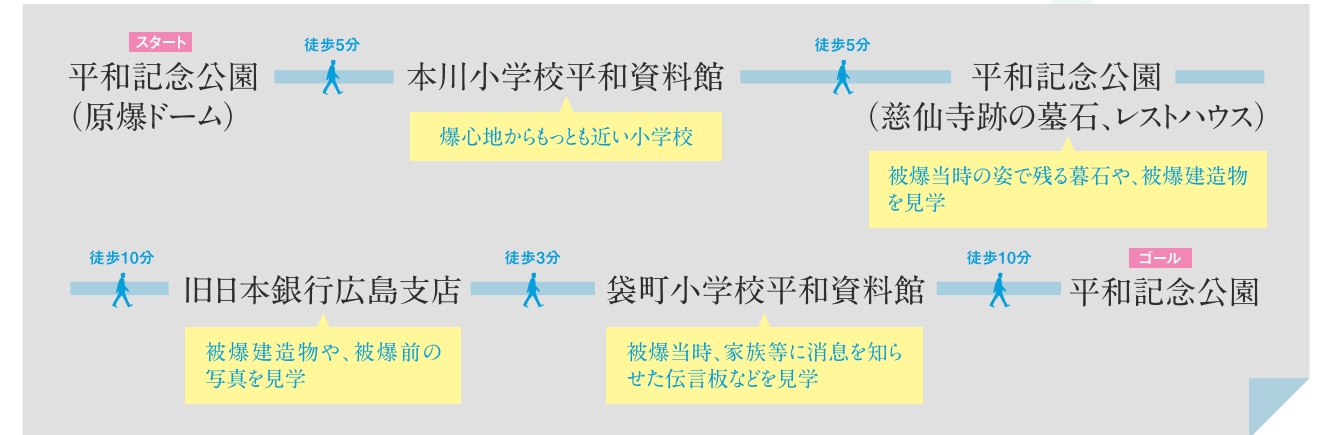 スタート
平和記念公園
（原爆ドーム）
徒歩5分
本川小学校平和資料館
爆心地からもっとも近い小学校
徒歩5分
平和記念公園
（慈仙寺跡の墓石、レストハウス）
被爆当時の姿で残る暮石や、被爆建造物
を見学
徒歩10分
旧日本銀行広島支店
被爆建造物や、被爆前の
写真を見学
徒歩3分
袋町小学校平和資料館
被爆当時、家族等に消息を知ら
せた伝言板などを見学
徒歩10分
ゴール
平和記念公園